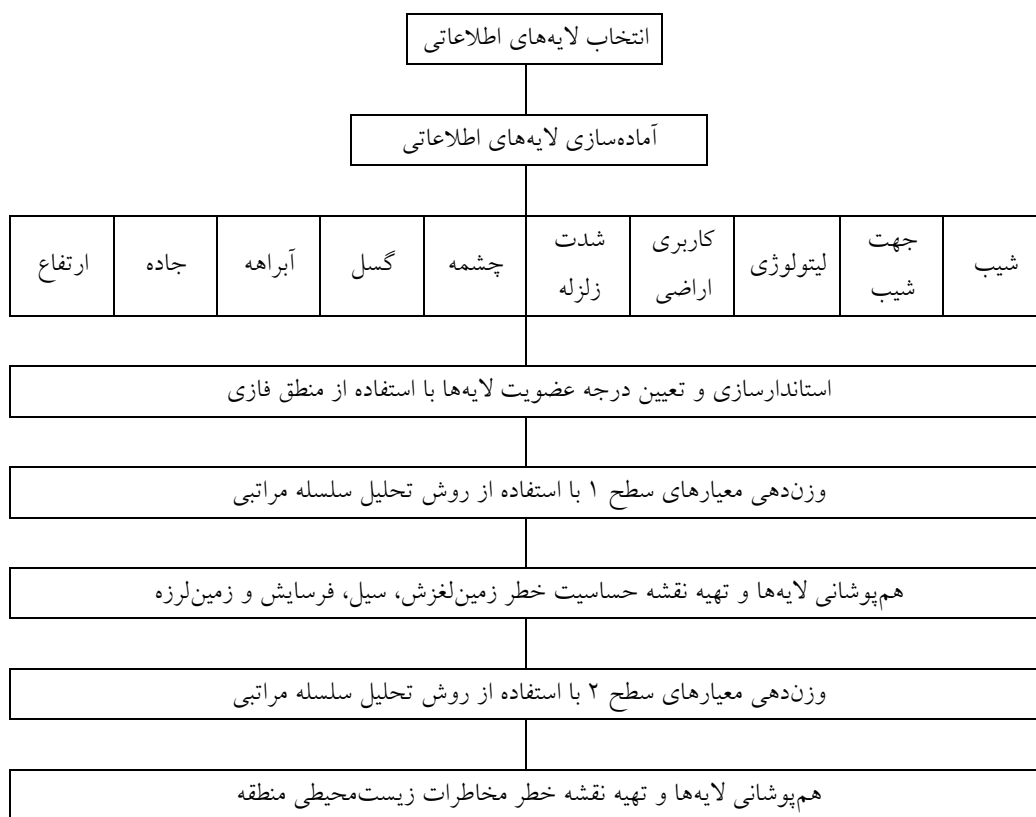 انتخاب لایه‌های اطلاعاتی
آماده‌سازی لایه‌های اطلاعاتی
شیب
جهت
شیب
لیتولوژی
کاربری
اراضی
شدت
زلزله
چشمه
گسل
آبراهه
جاده
ارتفاع
استاندارسازی و تعیین درجه عضویت لایه‌ها با استفاده از منطق فازی
وزن‌دهی معیارهای سطح ۱ با استفاده از روش تحلیل سلسله مراتبی
هم‌پوشانی لایه‌ها و تهیه نقشه حساسیت خطر زمین‌لغزش، سیل، فرسایش و زمین‌لرزه
وزن‌دهی معیارهای سطح ۲ با استفاده از روش تحلیل سلسله مراتبی
هم‌پوشانی لایه‌ها و تهیه نقشه خطر مخاطرات زیست‌محیطی منطقه